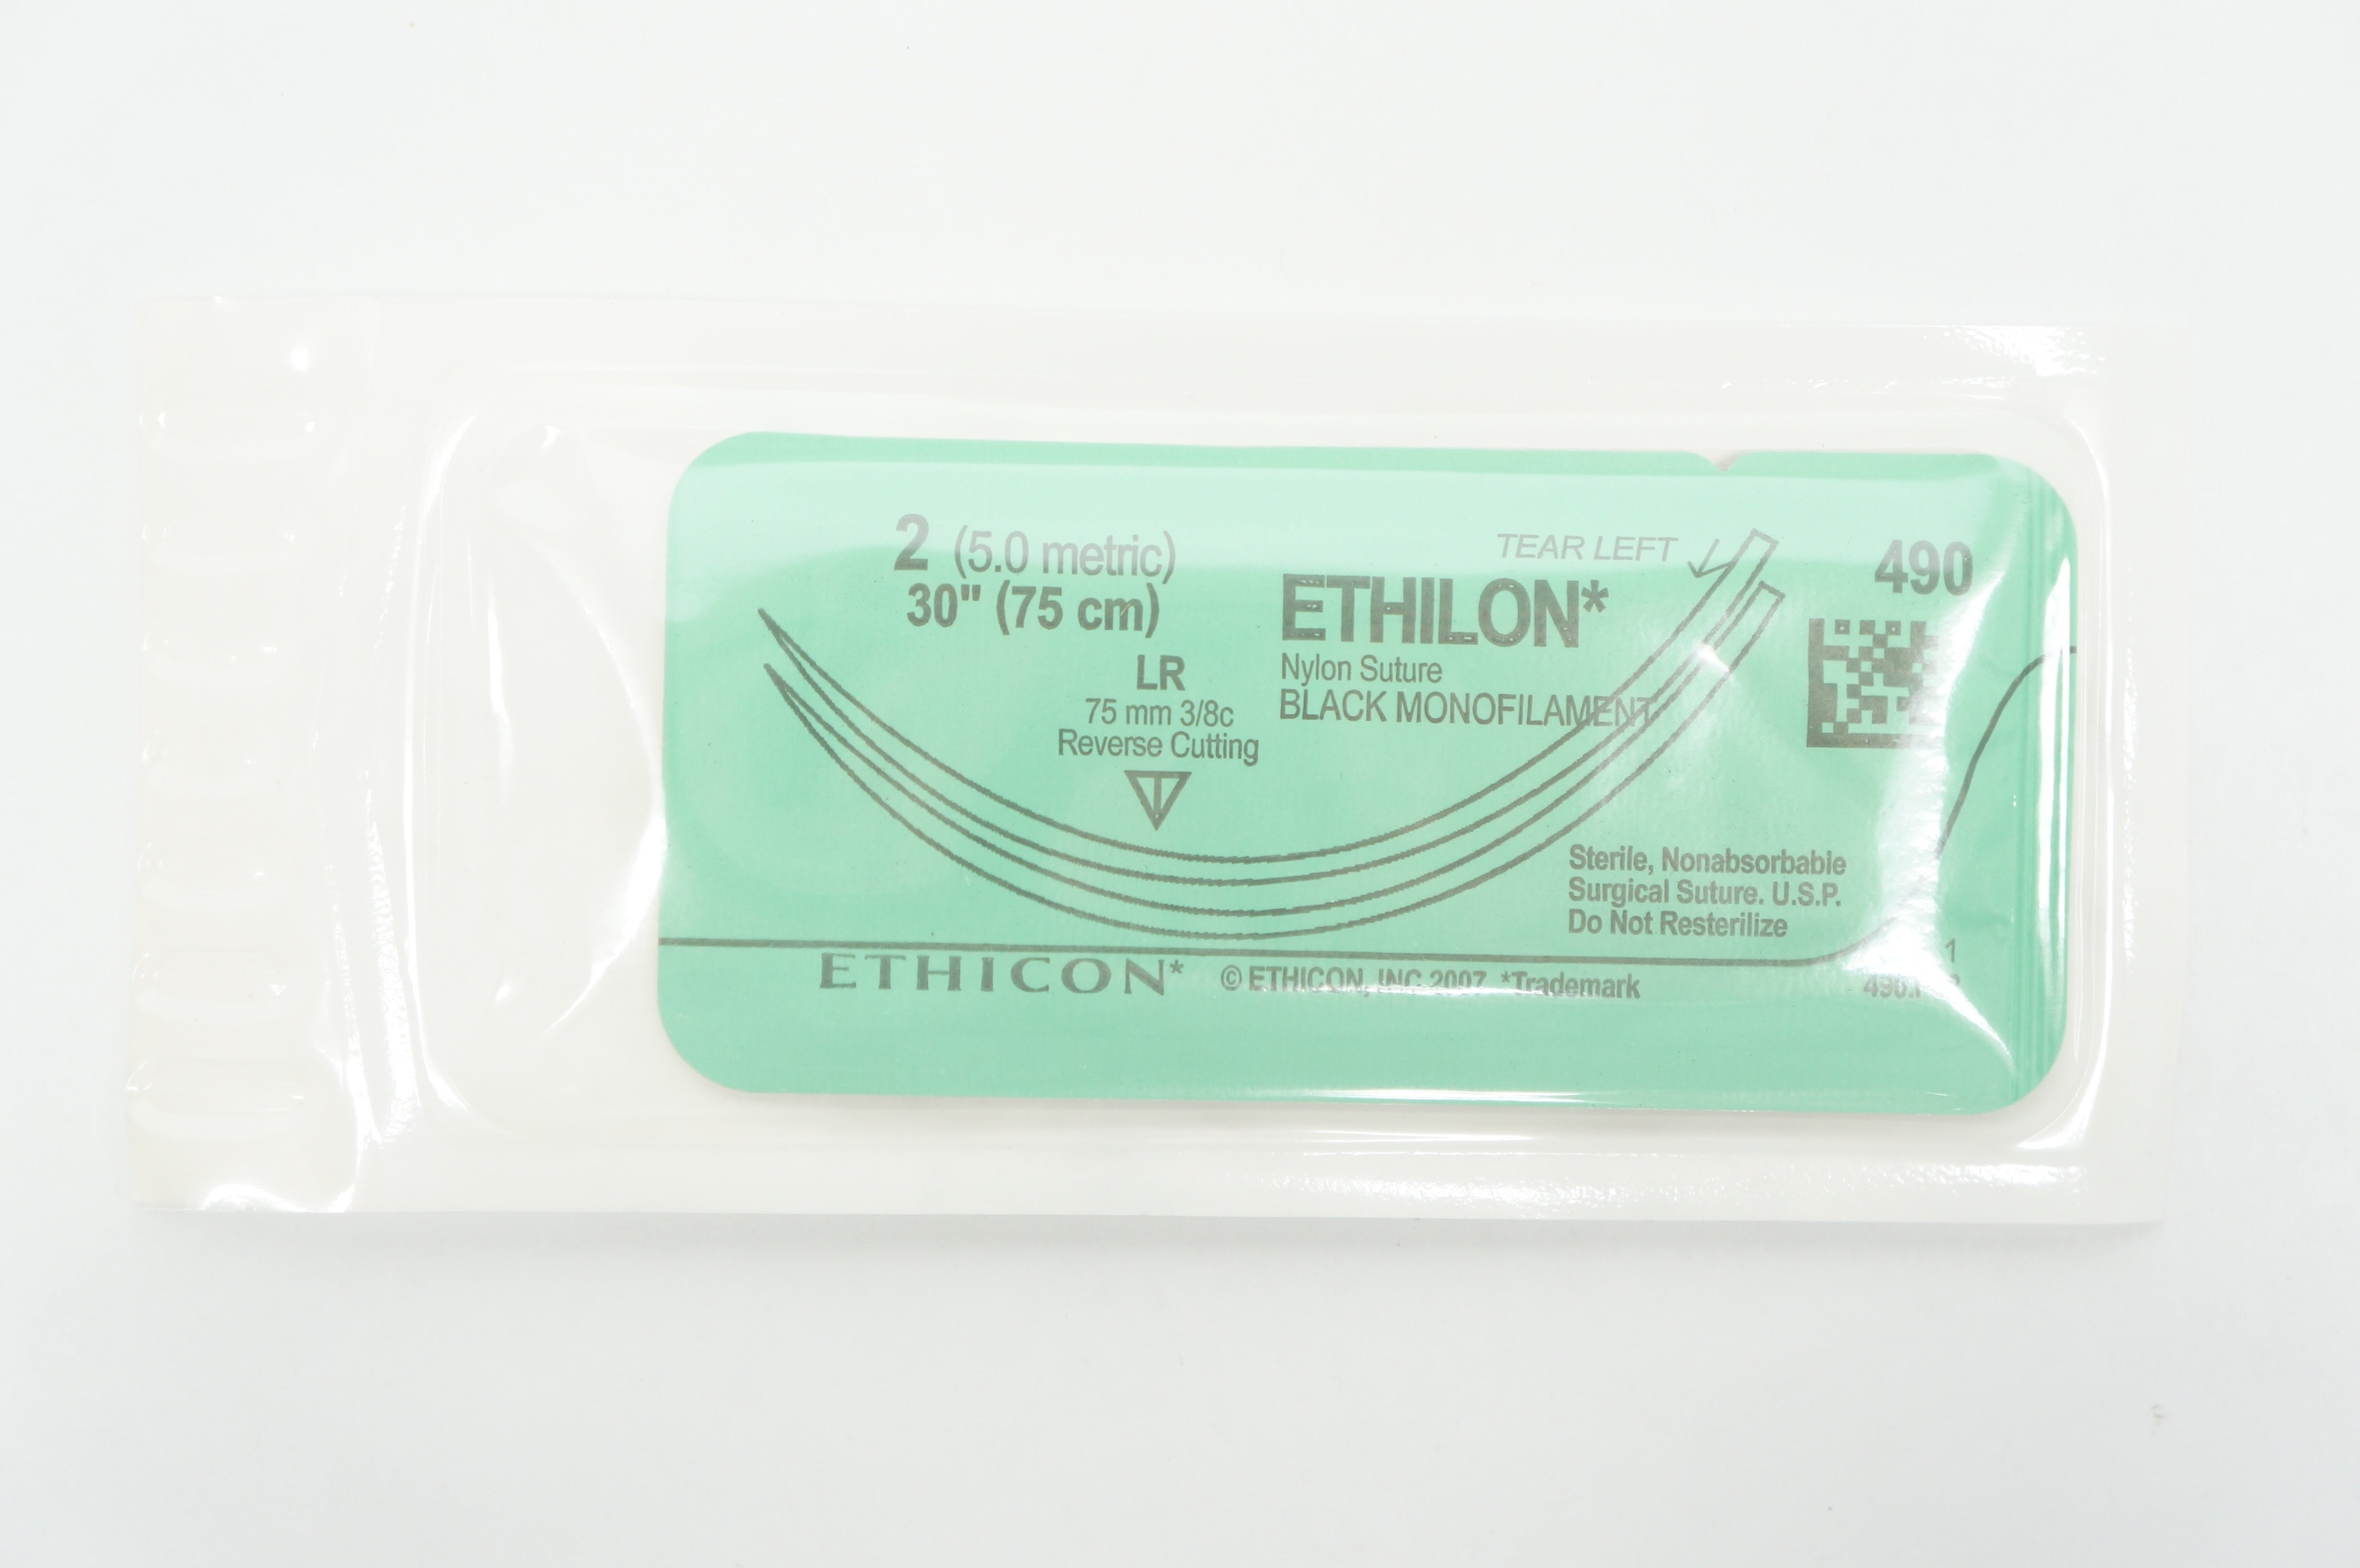 2 (5.0 metric)
30" (75 cm)
LR
75 mm 3/8c
Reverse Cutting
TEAR LEFT
ETHILON*
Nylon Suture
BLACK MONOFILAMENT
490
Sterile, Nonabsorbable
Surgical Suture. U.S.P.
Do Not Resterilize
1
ETHICON* © ETHICON, INC 2007 *Trademark